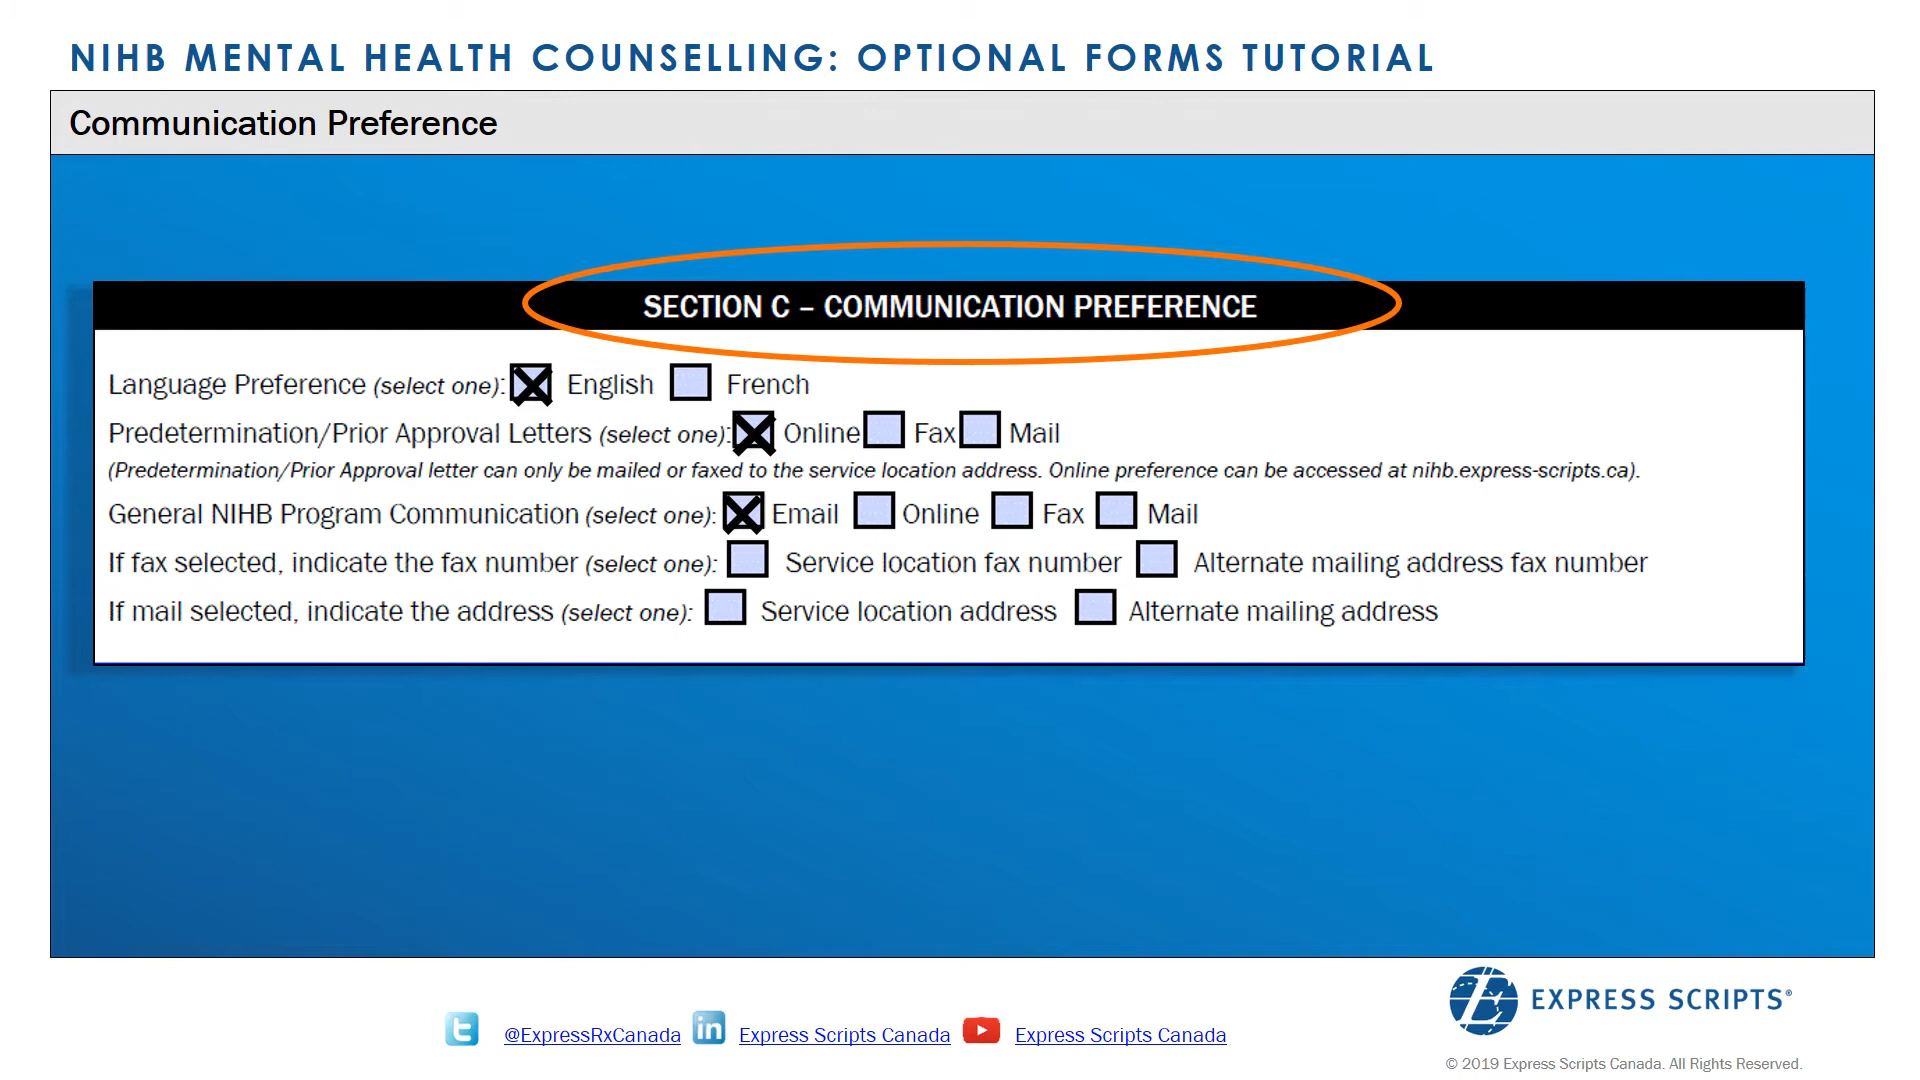 NIHB MENTAL HEALTH COUNSELLING: OPTIONAL FORMS TUTORIAL
Communication Preference
SECTION C – COMMUNICATION PREFERENCE
Language Preference (select one): English French
Predetermination/Prior Approval Letters (select one): Online Fax Mail
(Predetermination/Prior Approval letter can only be mailed or faxed to the service location address. Online preference can be accessed at nihb.express-scripts.ca).
General NIHB Program Communication (select one): Email Online Fax Mail
If fax selected, indicate the fax number (select one): Service location fax number Alternate mailing address fax number
If mail selected, indicate the address (select one): Service location address Alternate mailing address
EXPRESS SCRIPTS®
@ExpressRxCanada in Express Scripts Canada Express Scripts Canada
© 2019 Express Scripts Canada. All Rights Reserved.